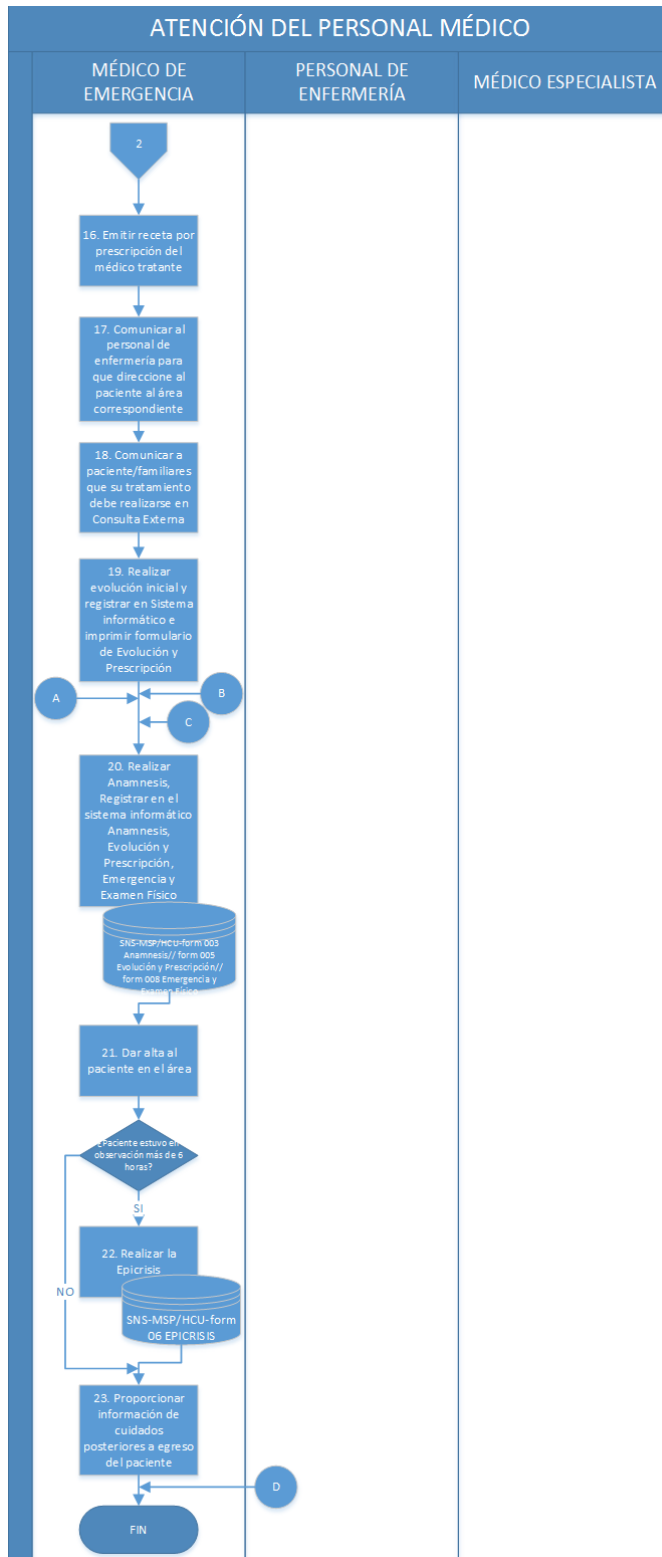 ATENCIÓN DEL PERSONAL MÉDICO
MÉDICO DE
EMERGENCIA
PERSONAL DE
ENFERMERÍA
MÉDICO ESPECIALISTA
2
16. Emitir receta por
prescripción del
médico tratante
17. Comunicar al
personal de
enfermería para
que direccione al
paciente al área
correspondiente
18. Comunicar a
paciente/familiares
que su tratamiento
debe realizarse en
Consulta Externa
19. Realizar
evolución inicial y
registrar en Sistema
informático e
imprimir formulario
de Evolución y
Prescripción
A
B
C
20. Realizar
Anamnesis,
Registrar en el
sistema informático
Anamnesis,
Evolución y
Prescripción,
Emergencia y
Examen Físico
SNS-MSP/HCU-form 003
Anamnesis// form 005
Evolución y Prescripción//
form 008 Emergencia y
Examen Físico
21. Dar alta al
paciente en el área
¿Paciente estuvo en
observación más de 6
horas?
SI
22. Realizar la
Epicrisis
NO
SNS-MSP/HCU-form
06 EPICRISIS
23. Proporcionar
información de
cuidados
posteriores a egreso
del paciente
D
FIN